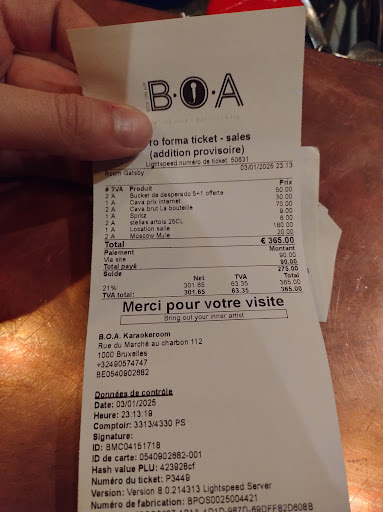 B·O·A
ro forma ticket - sales
(addition provisoire)
Lightspeed numéro de ticket: 50631
Room Gatsby 03/01/2025 23:13
# TVA Produit Prix
2 A Bucket de desperado 5+1 offerte 50.00
1 A Cava prix internet 30.00
2 A Cava brut La bouteille 70.00
1 A Spritz 9.00
2 A stellas artois 25CL 6.00
1 A Location salle 180.00
2 A Moscow Mule 20.00
Total € 365.00
Paiement Montant
Via site 90.00
Total payé 90.00
Solde 275.00
Net TVA Total
21% 301.65 63.35 365.00
TVA total: 301.65 63.35 365.00
Merci pour votre visite
Bring out your inner artist
B.O.A. Karaokeroom
Rue du Marché au charbon 112
1000 Bruxelles
+32490574747
BE0540902682
Données de contrôle
Date: 03/01/2025
Heure: 23:13:19
Comptoir: 3313/4330 PS
Signature:
ID: BMC04151718
ID de carte: 0540902682-001
Hash value PLU: 423928cf
Numéro du ticket: P3449
Version: Version 8.0.214313 Lightspeed Server
Numéro de fabrication: BPOS0025004421